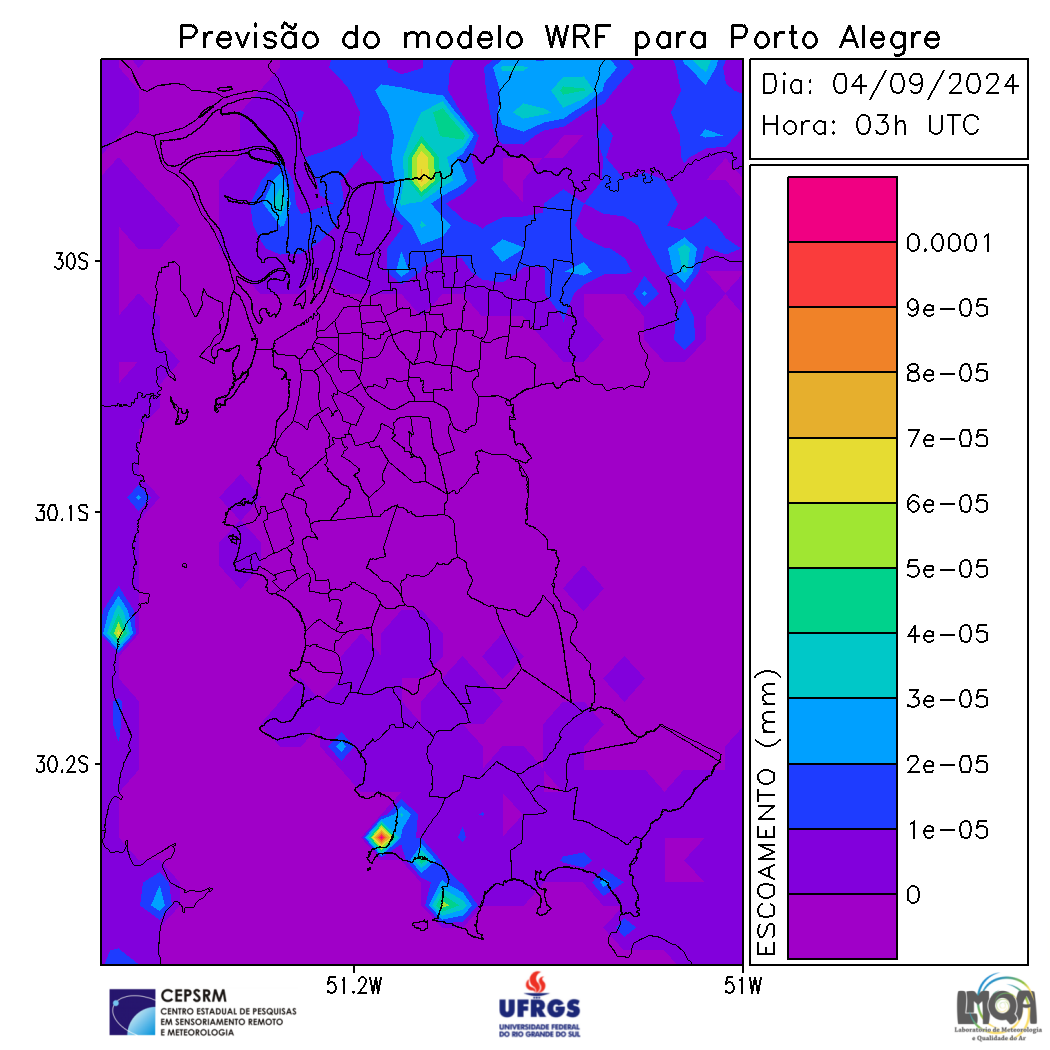 Previsão do modelo WRF para Porto Alegre
Dia: 04/09/2024
Hora: 03h UTC
0.0001
9e-05
8e-05
7e-05
6e-05
5e-05
4e-05
3e-05
2e-05
1e-05
0
ESCOAMENTO (mm)
30S
30.1S
30.2S
51.2W
51W
CEPSRM
CENTRO ESTADUAL DE PESQUISAS
EM SENSORIAMENTO REMOTO
E METEOROLOGIA
UFRGS
UNIVERSIDADE FEDERAL
DO RIO GRANDE DO SUL
LMQA
Laboratório de Meteorologia
e Qualidade do Ar